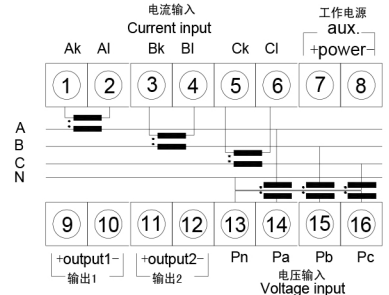 电流输入 工作电源
Current input aux.
Ak Al Bk Bl Ck Cl +power-
1 2 3 4 5 6 7 8
A
B
C
N
9 10 11 12 13 14 15 16
+output1- +output2- Pn Pa Pb Pc
输出1 输出2 电压输入
Voltage input